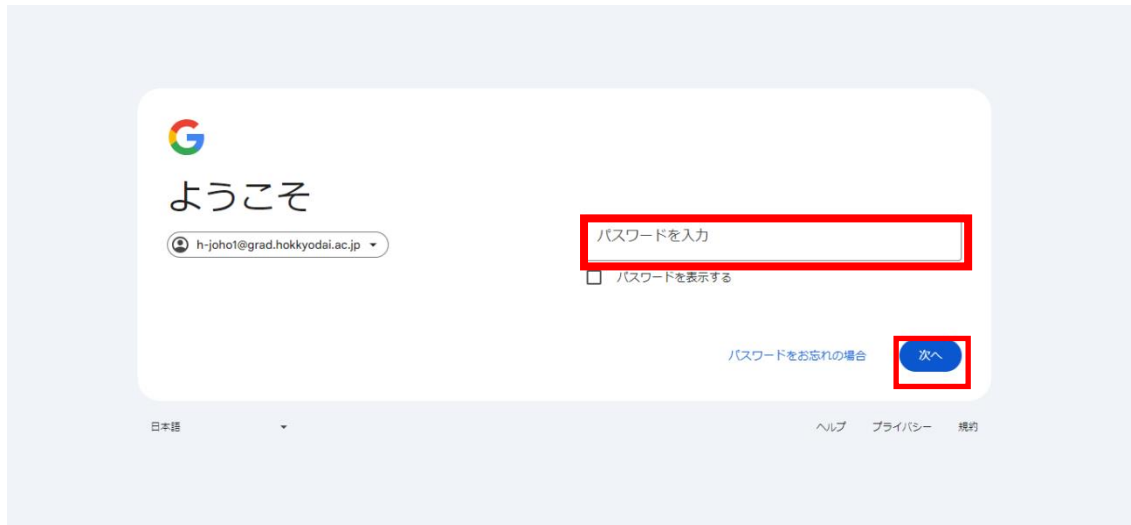 ようこそ
h-joho1@grad.hokkyodai.ac.jp
パスワードを入力
パスワードを表示する
パスワードをお忘れの場合
次へ
日本語
ヘルプ プライバシー 規約